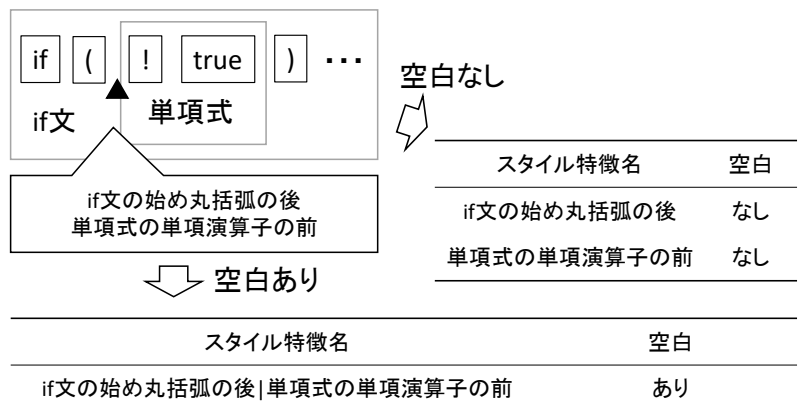 if ( ! true ) ･･･
if文
単項式
空白なし
if文の始め丸括弧の後
単項式の単項演算子の前
スタイル特徴名 空白
if文の始め丸括弧の後 なし
単項式の単項演算子の前 なし
空白あり
スタイル特徴名 空白
if文の始め丸括弧の後|単項式の単項演算子の前 あり